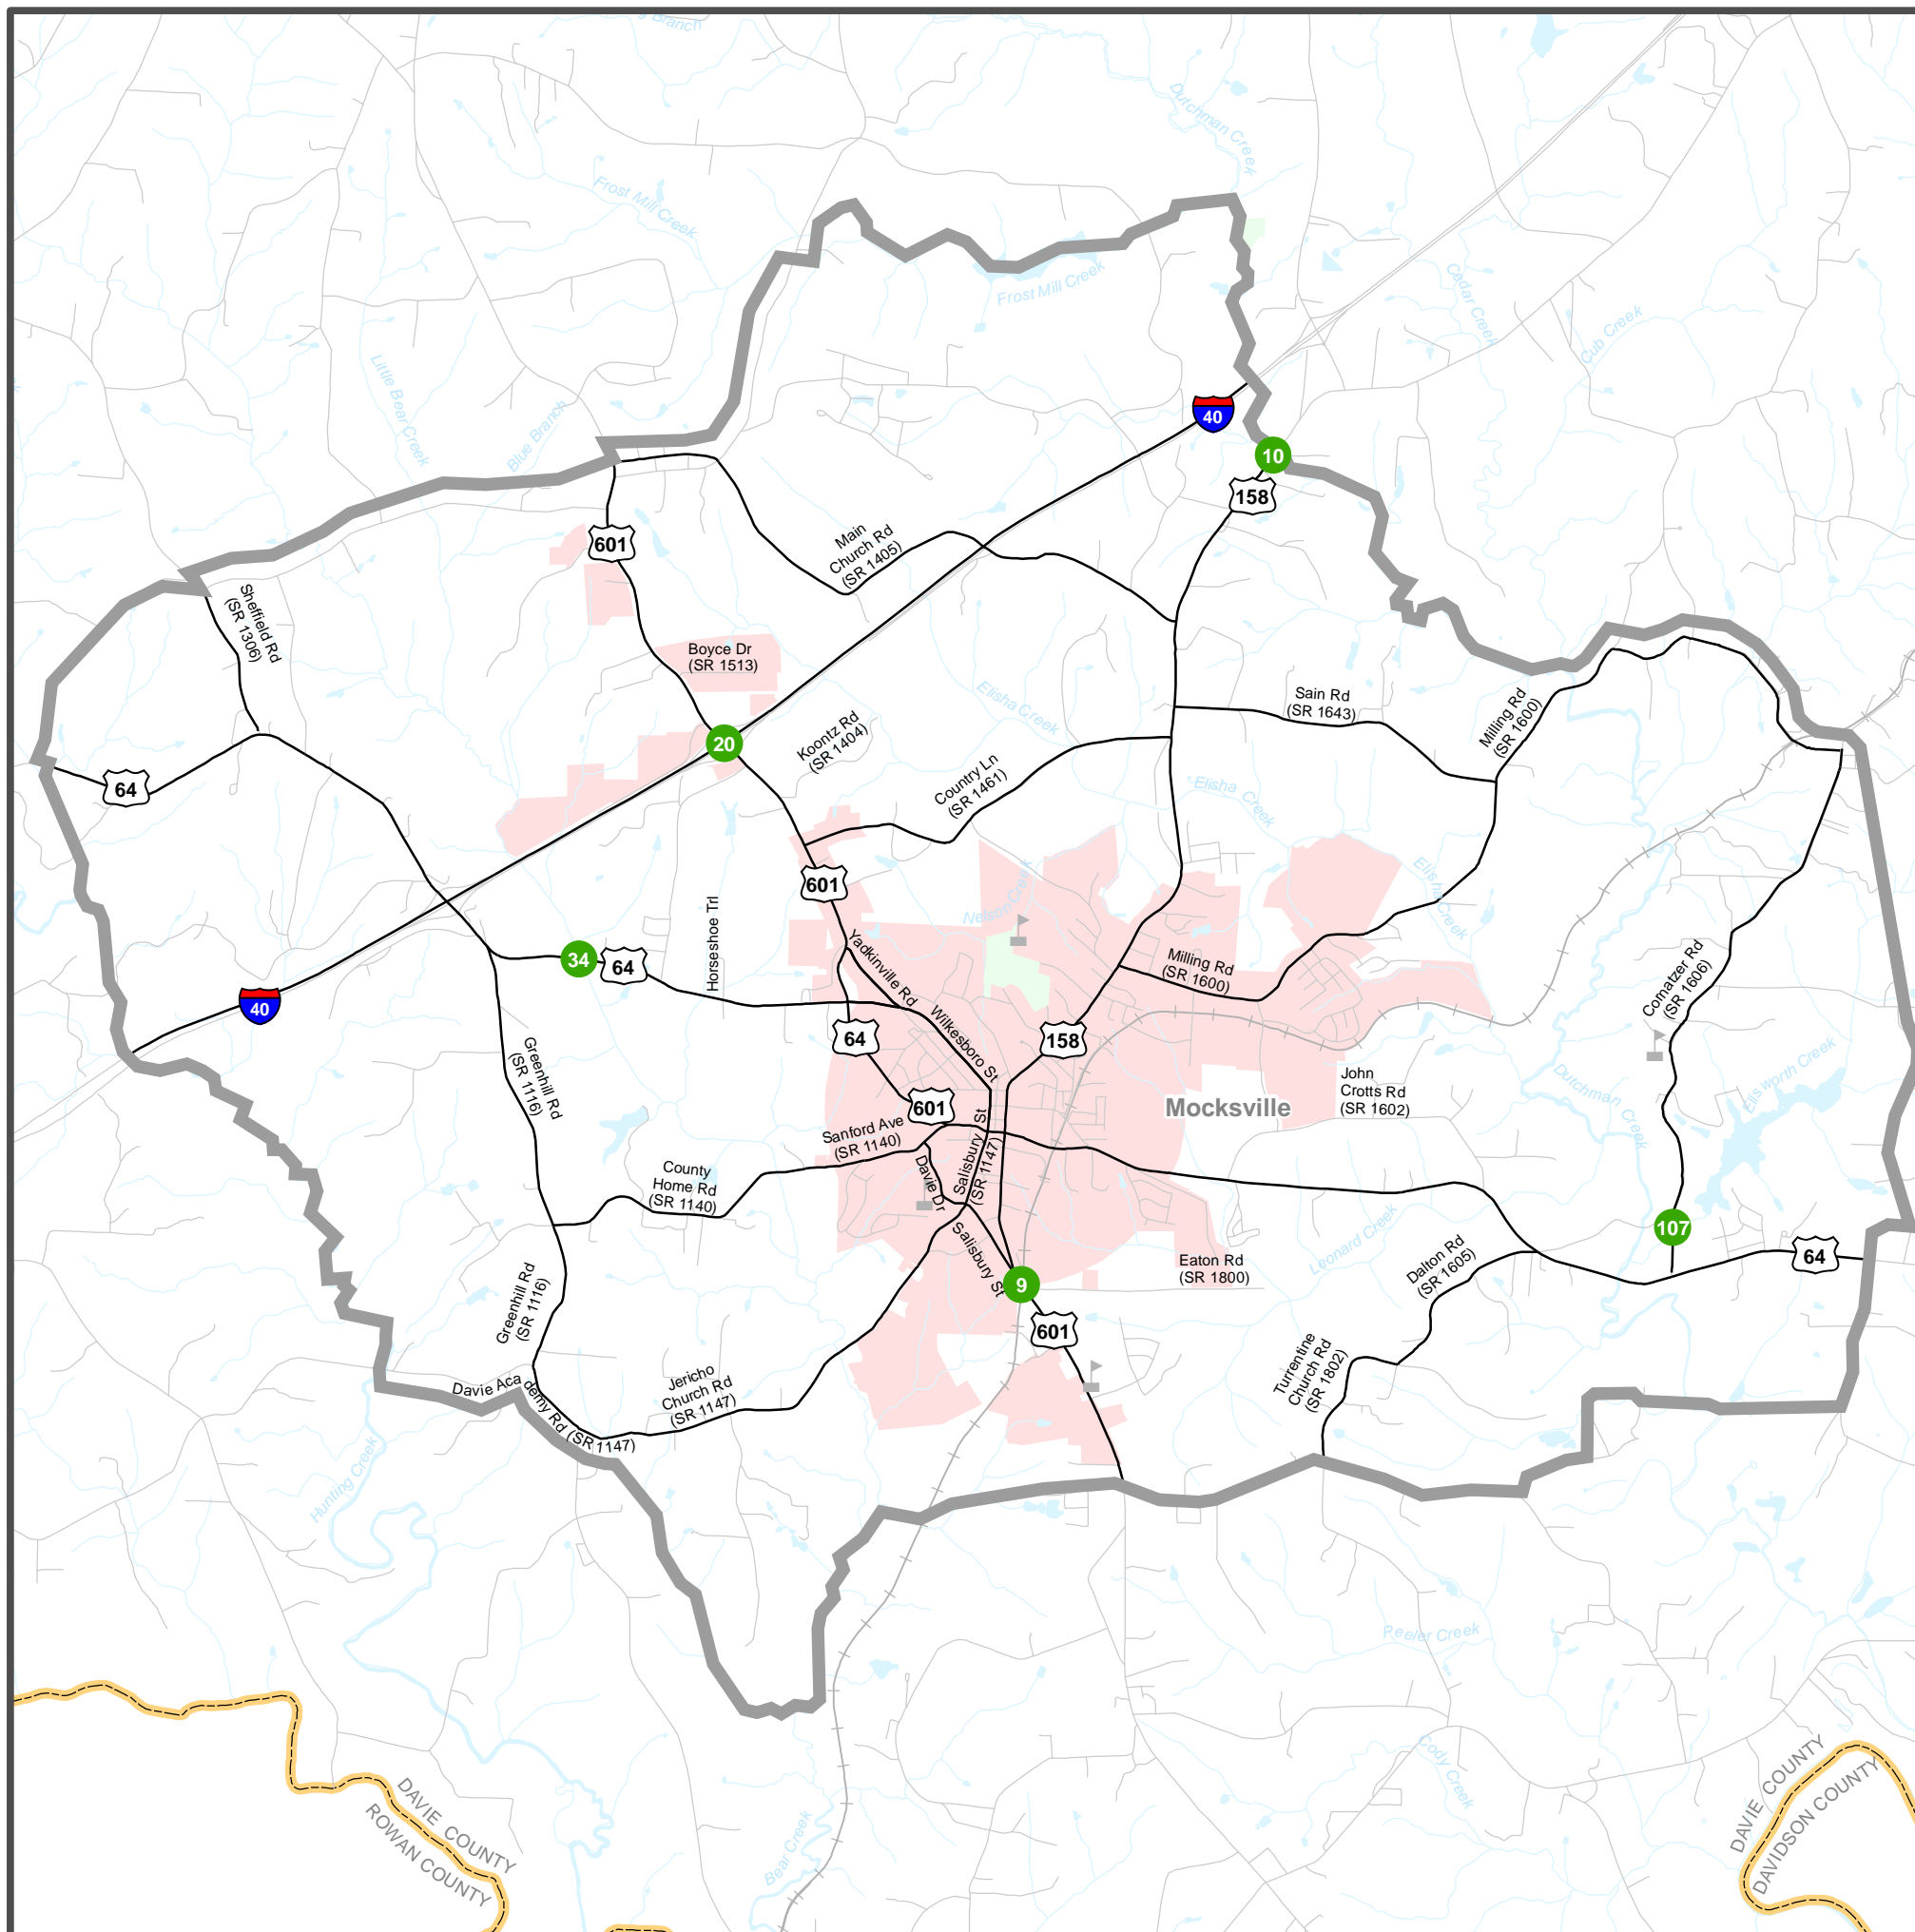 Branch
Dutchman Creek
Frost Mill Creek
Frost Mill Creek
Cedar Creek
Cub Creek
Little Bear Creek
Blue Branch
40
10
158
601
Main
Church Rd
(SR 1405)
Sheffield Rd
(SR 1306)
Boyce Dr
(SR 1513)
Elisha Creek
Sain Rd
(SR 1643)
Milling Rd
(SR 1600)
20
Koontz Rd
(SR 1404)
64
Country Ln
(SR 1461)
Elisha Creek
601
Elisha Creek
Nelson Creek
Horseshoe Trl
34
64
Yadkinville Rd
Milling Rd
(SR 1600)
Cornatzer Rd
(SR 1606)
40
Wilkesboro St
64
158
Greenhill Rd
(SR 1116)
John
Crotts Rd
(SR 1602)
Dutchman Creek
Ellsworth Creek
601
Mocksville
Sanford Ave
(SR 1140)
Salisbury St
(SR 1147)
Davie Dr
County
Home Rd
(SR 1140)
107
Salisbury St
Leonard Creek
Eaton Rd
(SR 1800)
Dalton Rd
(SR 1605)
64
9
Greenhill Rd
(SR 1116)
601
Turrentine
Church Rd
(SR 1802)
Jericho
Church Rd
(SR 1147)
Davie Academy Rd (SR 1147)
Hunting Creek
Peeler Creek
Cody Creek
DAVIE COUNTY
ROWAN COUNTY
DAVIE COUNTY
DAVIDSON COUNTY
Bear Creek